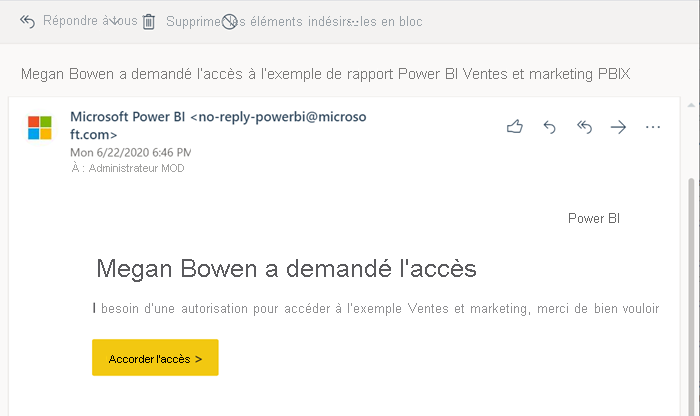 Répondre à tous
Supprimer les éléments indésirables en bloc
Megan Bowen a demandé l'accès à l'exemple de rapport Power BI Ventes et marketing PBIX
Microsoft Power BI <no-reply-powerbi@microso
ft.com>
Mon 6/22/2020 6:46 PM
À : Administrateur MOD
Power BI
Megan Bowen a demandé l'accès
I besoin d'une autorisation pour accéder à l'exemple Ventes et marketing, merci de bien vouloir
Accorder l'accès >